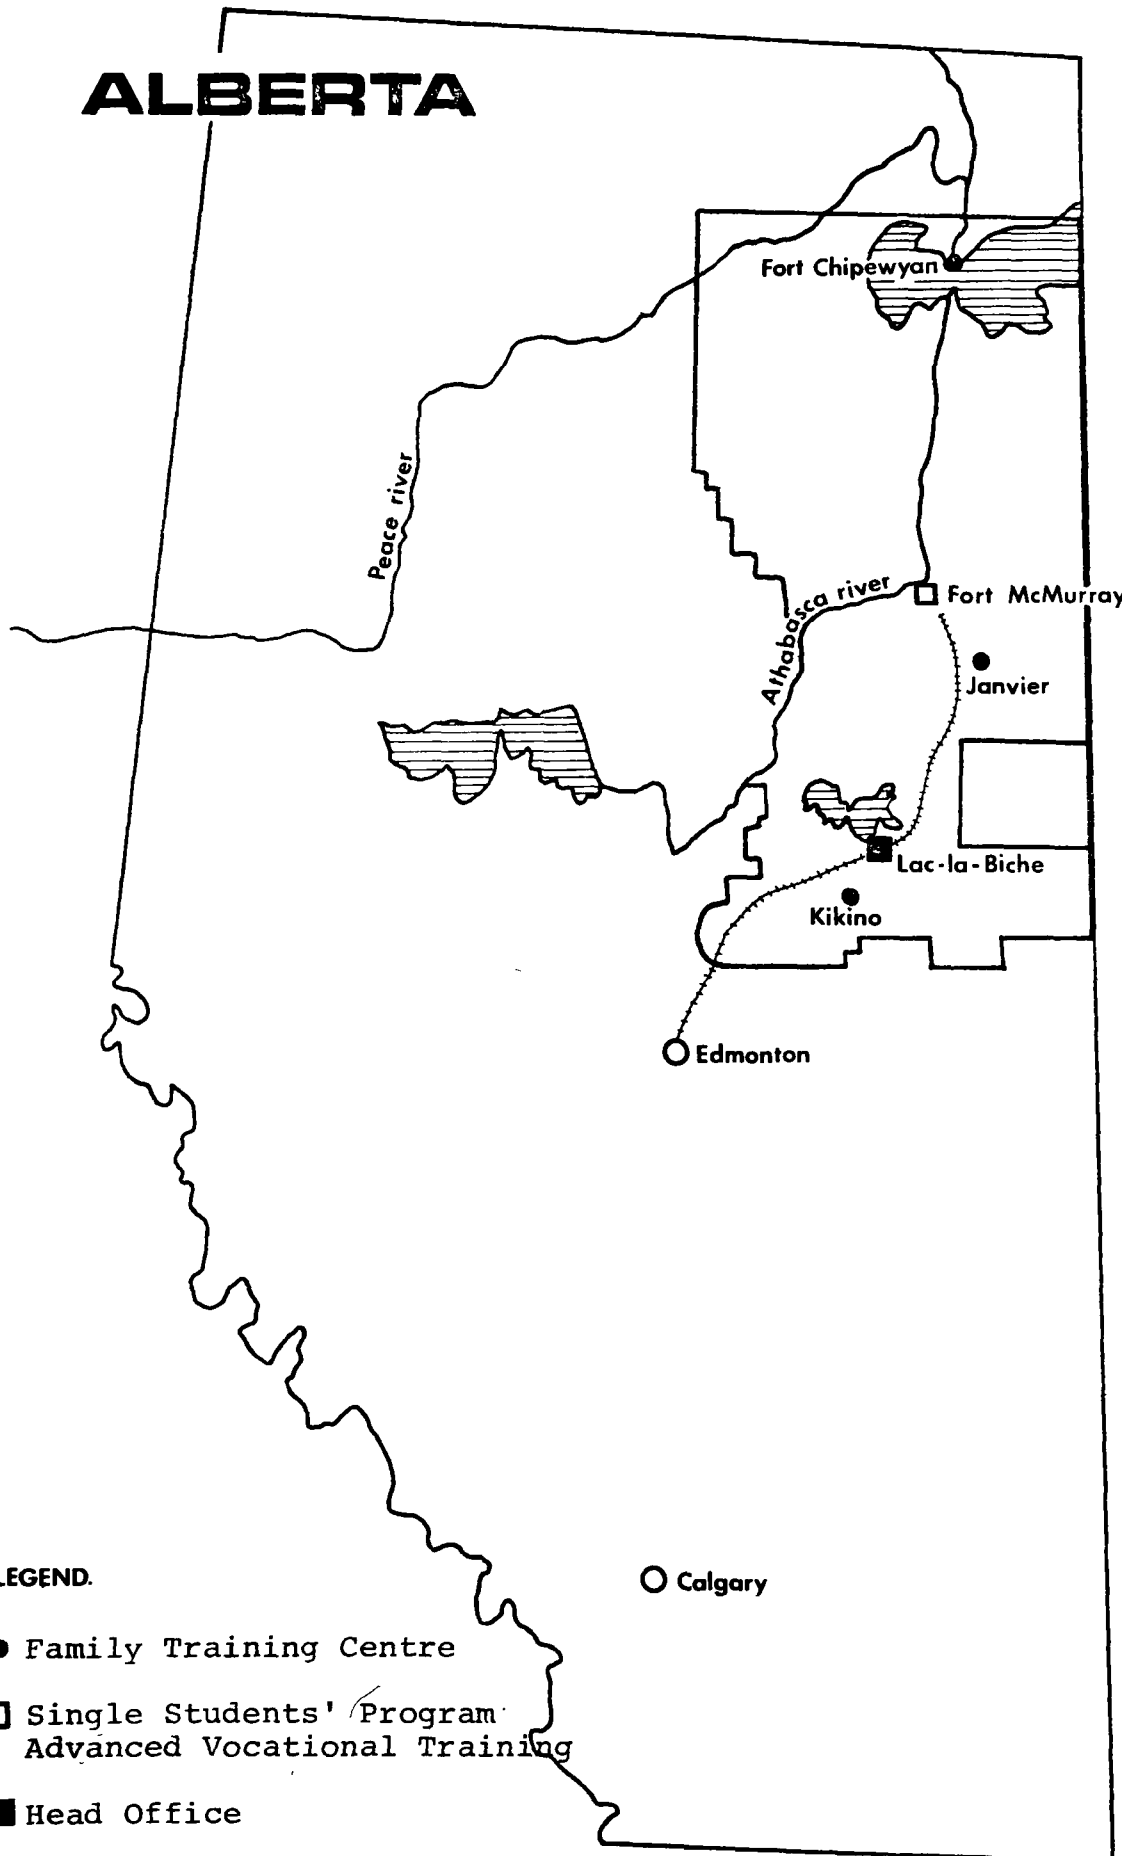 ALBERTA
Fort Chipewyan
Peace river
Athabasca river
Fort McMurray
Janvier
Lac-la-Biche
Kikino
Edmonton
Calgary
LEGEND.
Family Training Centre
Single Students' Program
Advanced Vocational Training
Head Office